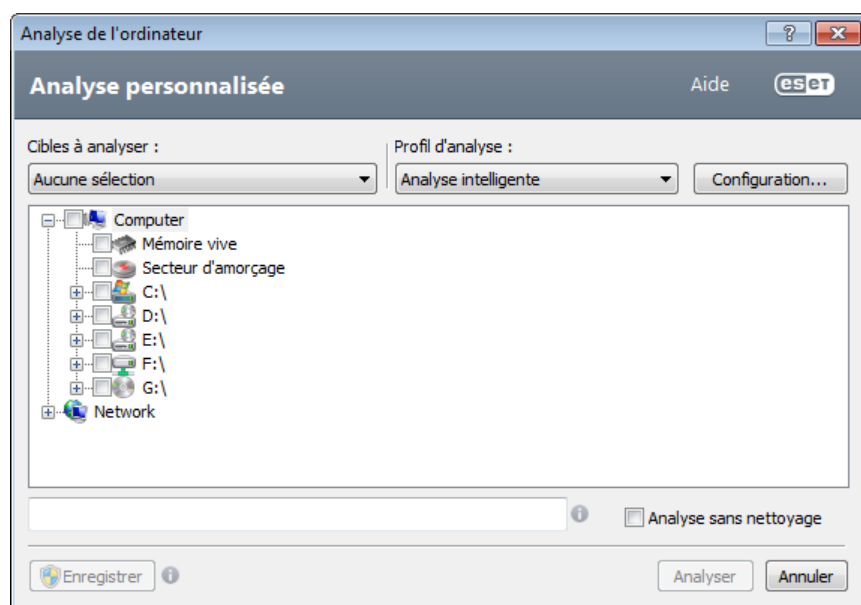 Analyse de l'ordinateur
?
Analyse personnalisée
Aide
eset
Cibles à analyser :
Profil d'analyse :
Aucune sélection
Analyse intelligente
Configuration...
Computer
Mémoire vive
Secteur d'amorçage
C:\
D:\
E:\
F:\
G:\
Network
Analyse sans nettoyage
Enregistrer
Analyser
Annuler